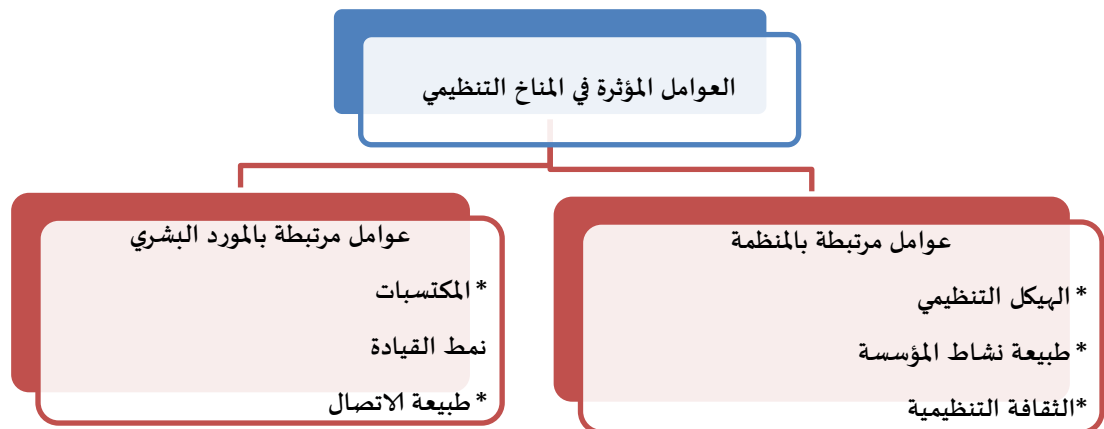 العوامل المؤثرة في المناخ التنظيمي
عوامل مرتبطة بالمنظمة
* الهيكل التنظيمي
* طبيعة نشاط المؤسسة
*الثقافة التنظيمية
عوامل مرتبطة بالمورد البشري
* المكتسبات
نمط القيادة
* طبيعة الاتصال